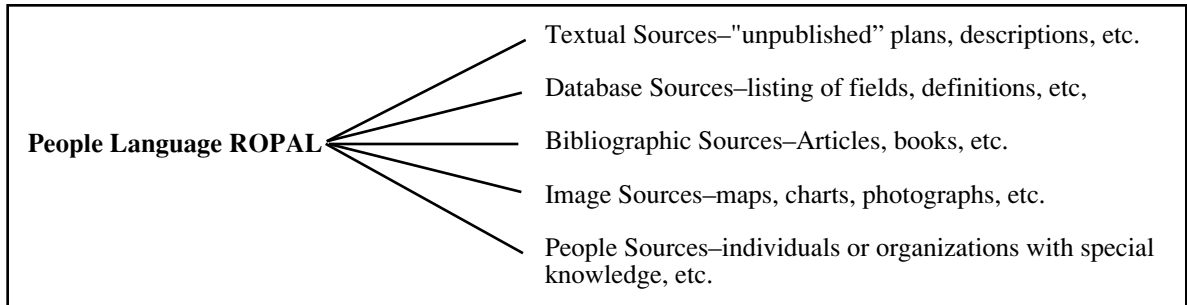 Textual Sources–"unpublished” plans, descriptions, etc.
Database Sources–listing of fields, definitions, etc,
People Language ROPAL
Bibliographic Sources–Articles, books, etc.
Image Sources–maps, charts, photographs, etc.
People Sources–individuals or organizations with special
knowledge, etc.